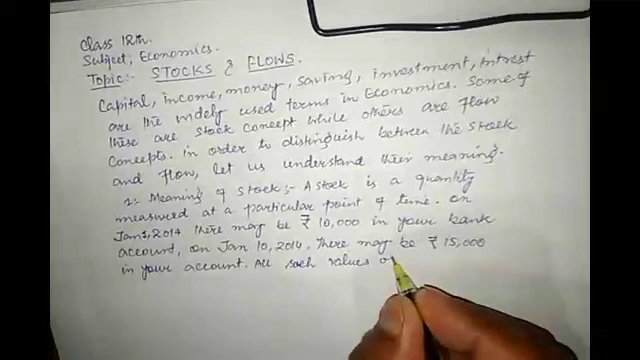 Class 12th.
Subject; Economics.
Topic:- STOCKS & FLOWS.
Capital, income, money, saving, investment, intrest
are the widely used terms in Economics. Some of
these are stock concept while others are flow
concepts. In order to distinguish between the stock
and flow, let us understand their meaning.
1:- Meaning of stock:- A stock is a quantity
measured at a particular point of time. On
Jan 1, 2014 there may be ₹ 10,000 in your bank
account, on Jan 10, 2014. There may be ₹ 15,000
in your account. All such values